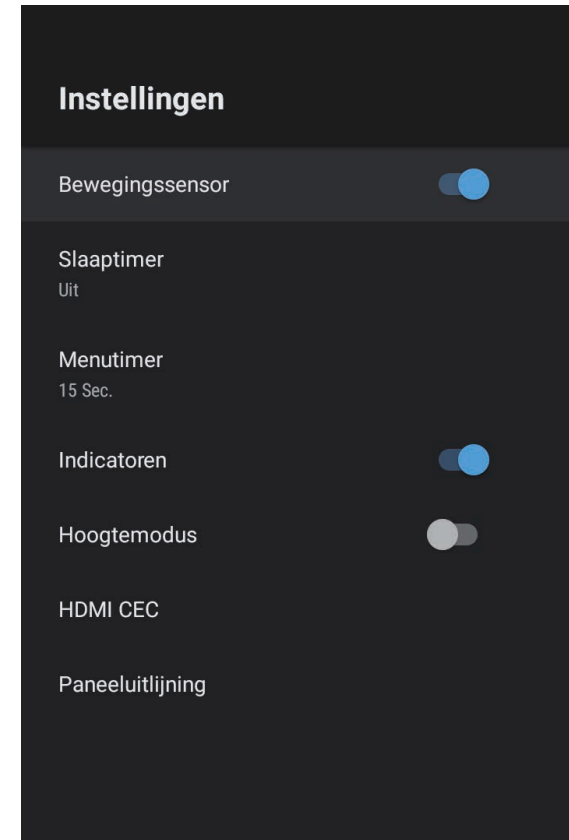 Instellingen
Bewegingssensor
Slaaptimer
Uit
Menutimer
15 Sec.
Indicatoren
Hoogtemodus
HDMI CEC
Paneeluitlijning